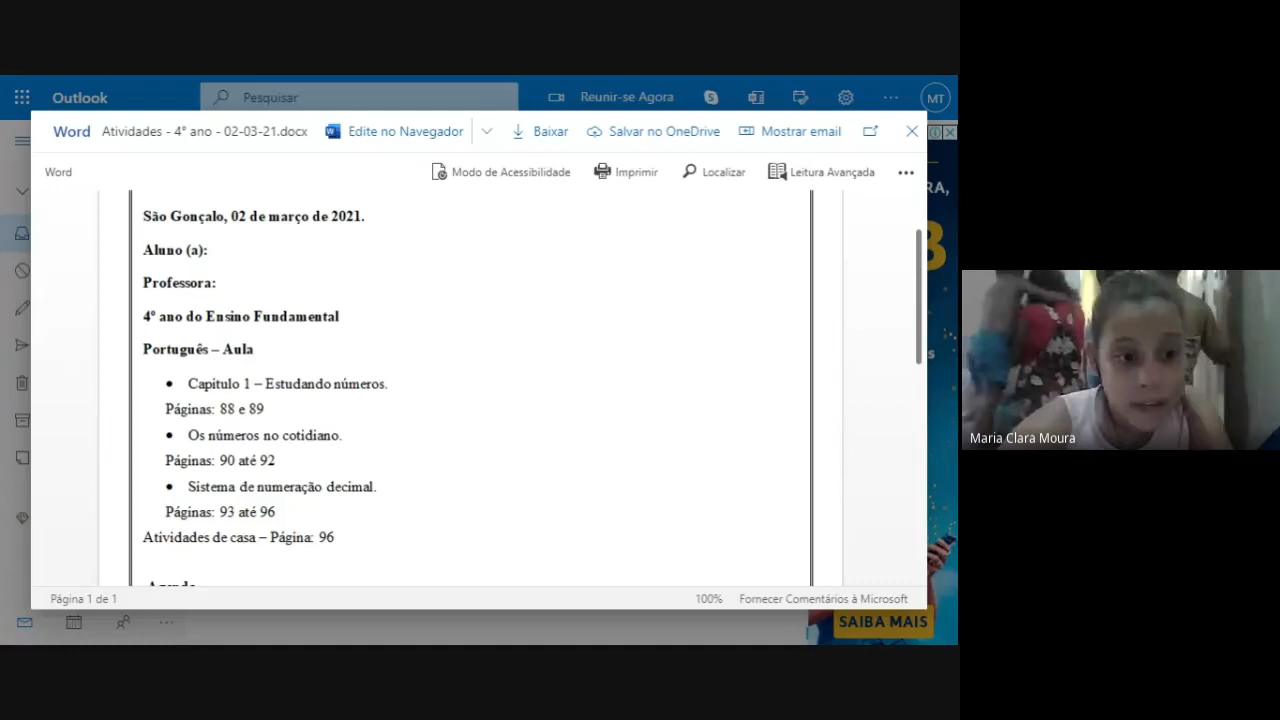 Outlook
Pesquisar
Reunir-se Agora
MT
Word
Atividades - 4° ano - 02-03-21.docx
Edite no Navegador
Baixar
Salvar no OneDrive
Mostrar email
Word
Modo de Acessibilidade
Imprimir
Localizar
Leitura Avançada
RA,
São Gonçalo, 02 de março de 2021.
Aluno (a):
Professora:
4º ano do Ensino Fundamental
Português – Aula
• Capitulo 1 – Estudando números.
Páginas: 88 e 89
• Os números no cotidiano.
Páginas: 90 até 92
• Sistema de numeração decimal.
Páginas: 93 até 96
Atividades de casa – Página: 96
Página 1 de 1
100%
Fornecer Comentários à Microsoft
SAIBA MAIS
Maria Clara Moura